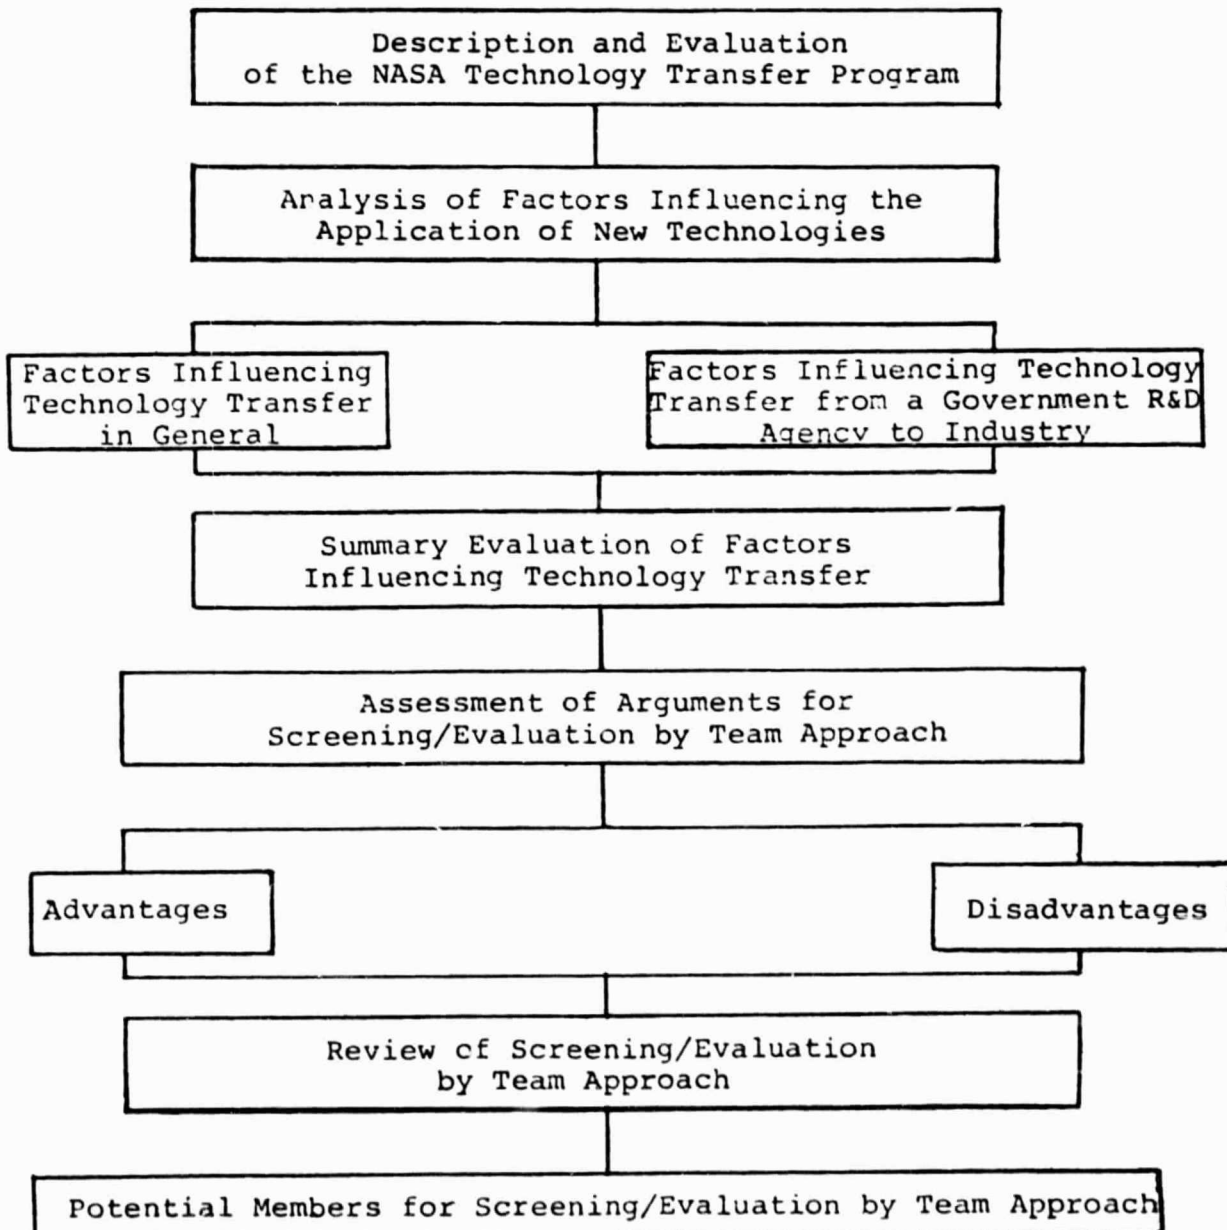 Description and Evaluation
of the NASA Technology Transfer Program
Analysis of Factors Influencing the
Application of New Technologies
Factors Influencing
Technology Transfer
in General
Factors Influencing Technology
Transfer from a Government R&D
Agency to Industry
Summary Evaluation of Factors
Influencing Technology Transfer
Assessment of Arguments for
Screening/Evaluation by Team Approach
Advantages
Disadvantages
Review of Screening/Evaluation
by Team Approach
Potential Members for Screening/Evaluation by Team Approach